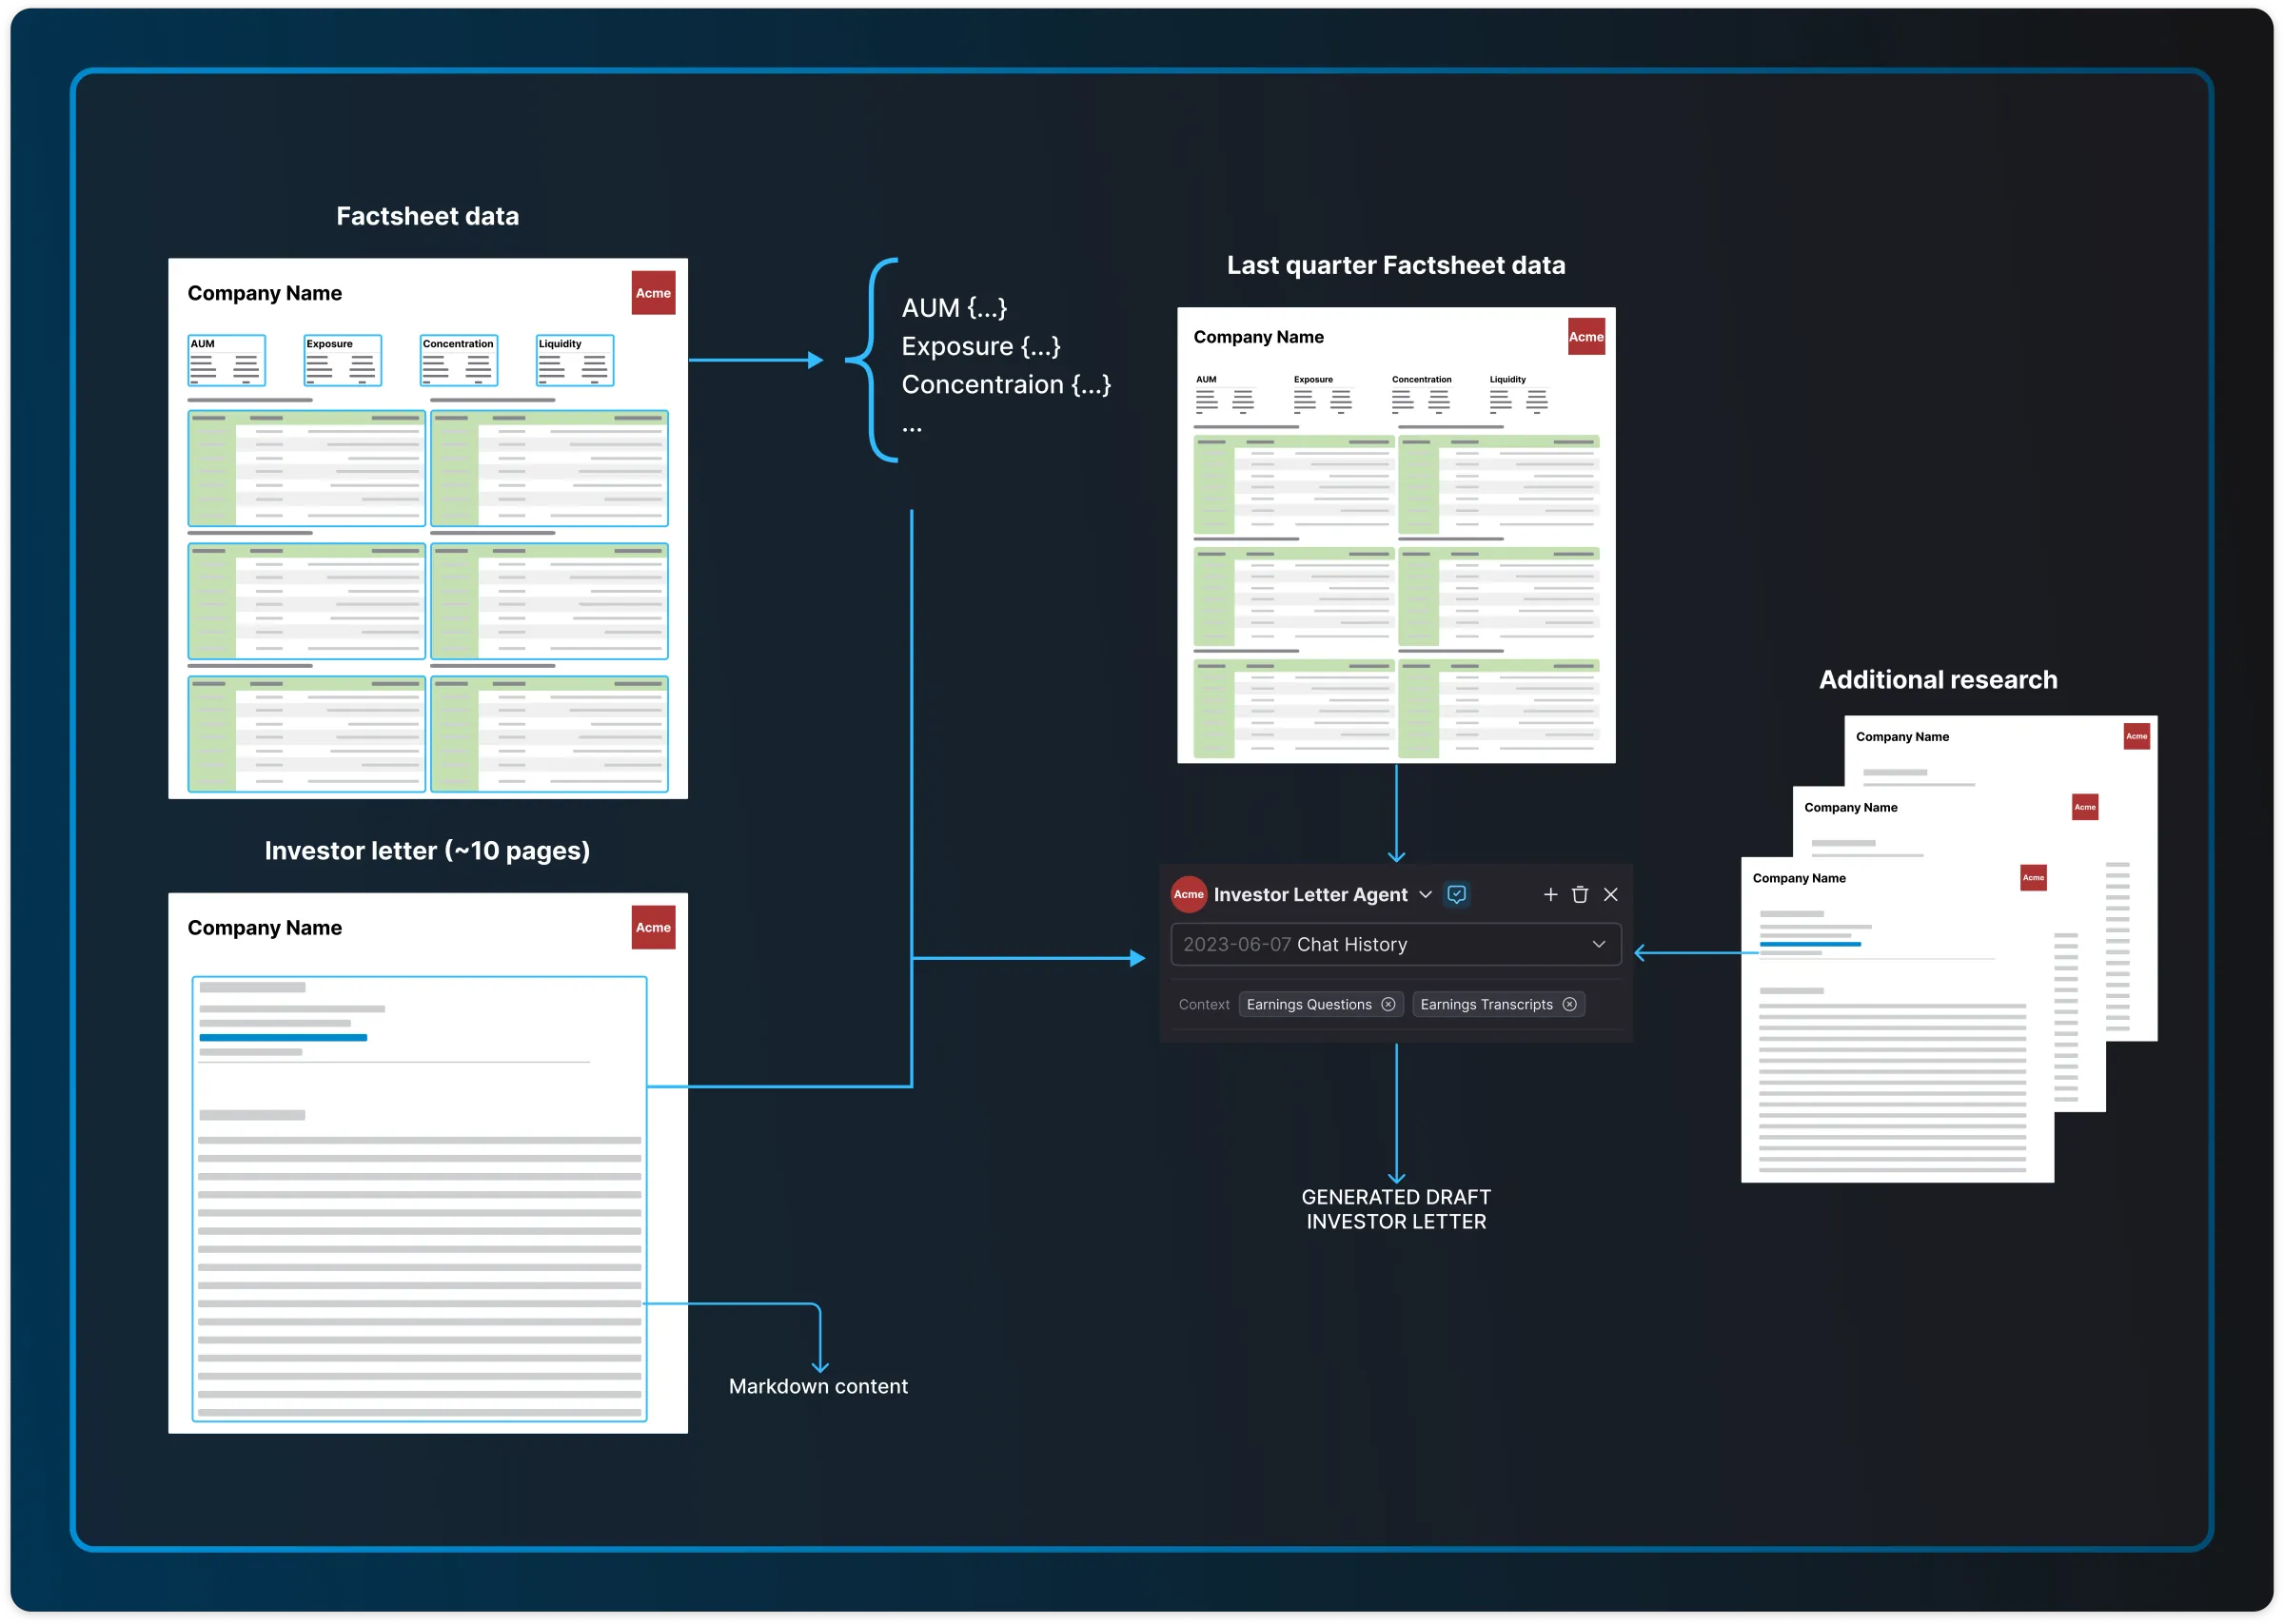 Factsheet data
Company Name
Acme
AUM
Exposure
Concentration
Liquidity
AUM {...}
Exposure {...}
Concentraion {...}
...
Investor letter (~10 pages)
Company Name
Acme
Markdown content
Last quarter Factsheet data
Company Name
Acme
AUM
Exposure
Concentration
Liquidity
Acme
Investor Letter Agent
2023-06-07 Chat History
Context
Earnings Questions
Earnings Transcripts
GENERATED DRAFT
INVESTOR LETTER
Additional research
Company Name
Acme
Company Name
Acme
Company Name
Acme